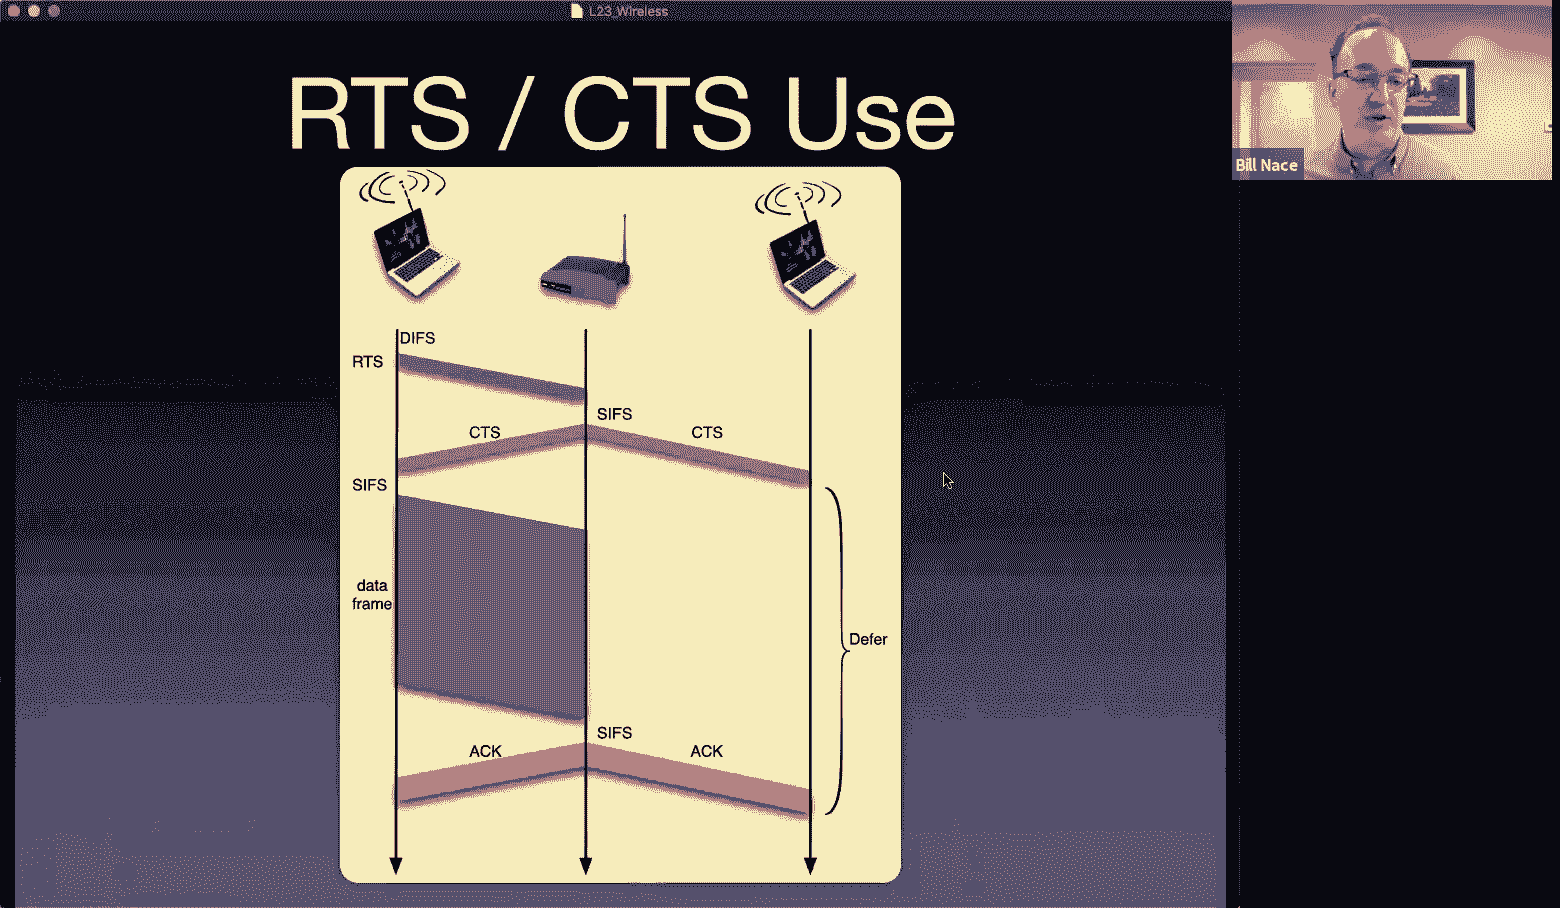 L23_Wireless
RTS / CTS Use
Bill Nace
DIFS
RTS
SIFS
CTS
CTS
SIFS
data
frame
Defer
SIFS
ACK
ACK